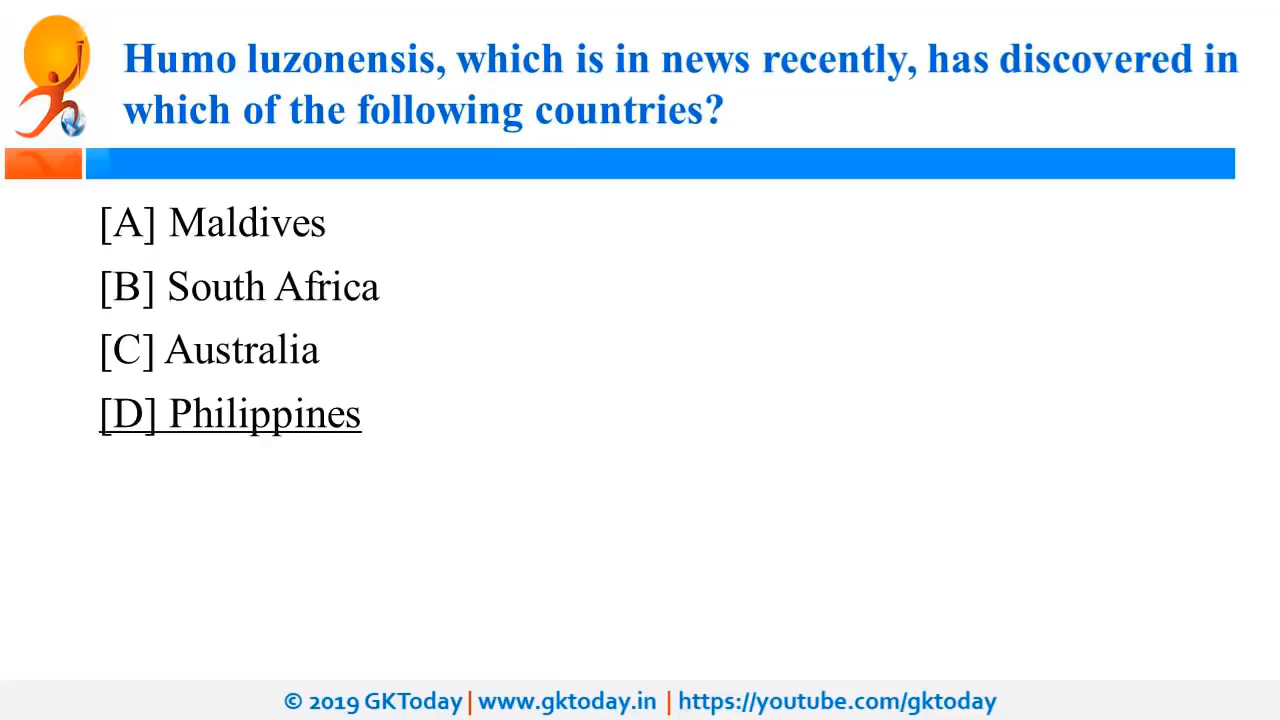 Humo luzonensis, which is in news recently, has discovered in
which of the following countries?
[A] Maldives
[B] South Africa
[C] Australia
[D] Philippines
© 2019 GKToday | www.gktoday.in | https://youtube.com/gktoday